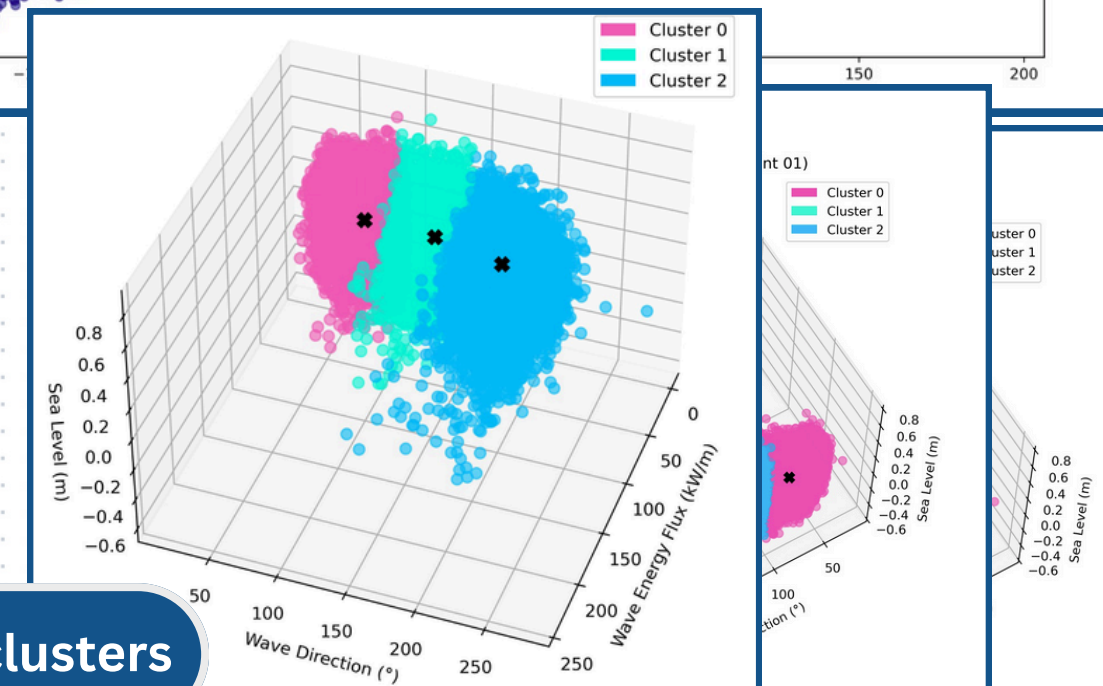 150
200
Cluster 0
Cluster 1
Cluster 2
0.8
0.6
0.4
0.2
0.0
−0.2
−0.4
−0.6
Sea Level (m)
50
100
150
200
250
Wave Direction (°)
0
50
100
150
200
250
Wave Energy Flux (kW/m)
clusters
nt 01)
Cluster 0
Cluster 1
Cluster 2
0.8
0.6
0.4
0.2
0.0
−0.2
−0.4
−0.6
Sea Level (m)
50
100
ction (°)
uster 0
uster 1
uster 2
0.8
0.6
0.4
0.2
0.0
−0.2
−0.4
−0.6
Sea Level (m)